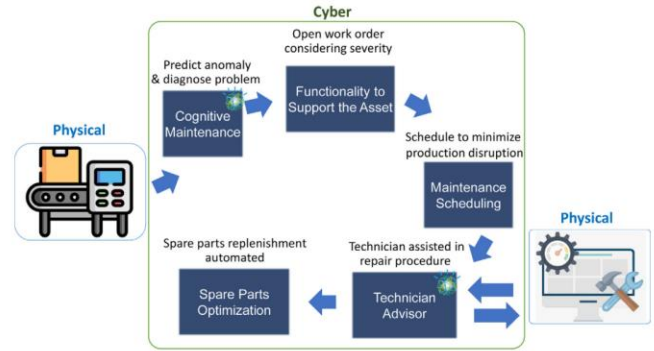 Cyber
Open work order
considering severity
Predict anomaly
& diagnose problem
Functionality to
Support the Asset
Cognitive
Maintenance
Physical
Schedule to minimize
production disruption
Maintenance
Scheduling
Physical
Spare parts replenishment
automated
Technician assisted in
repair procedure
Spare Parts
Optimization
Technician
Advisor